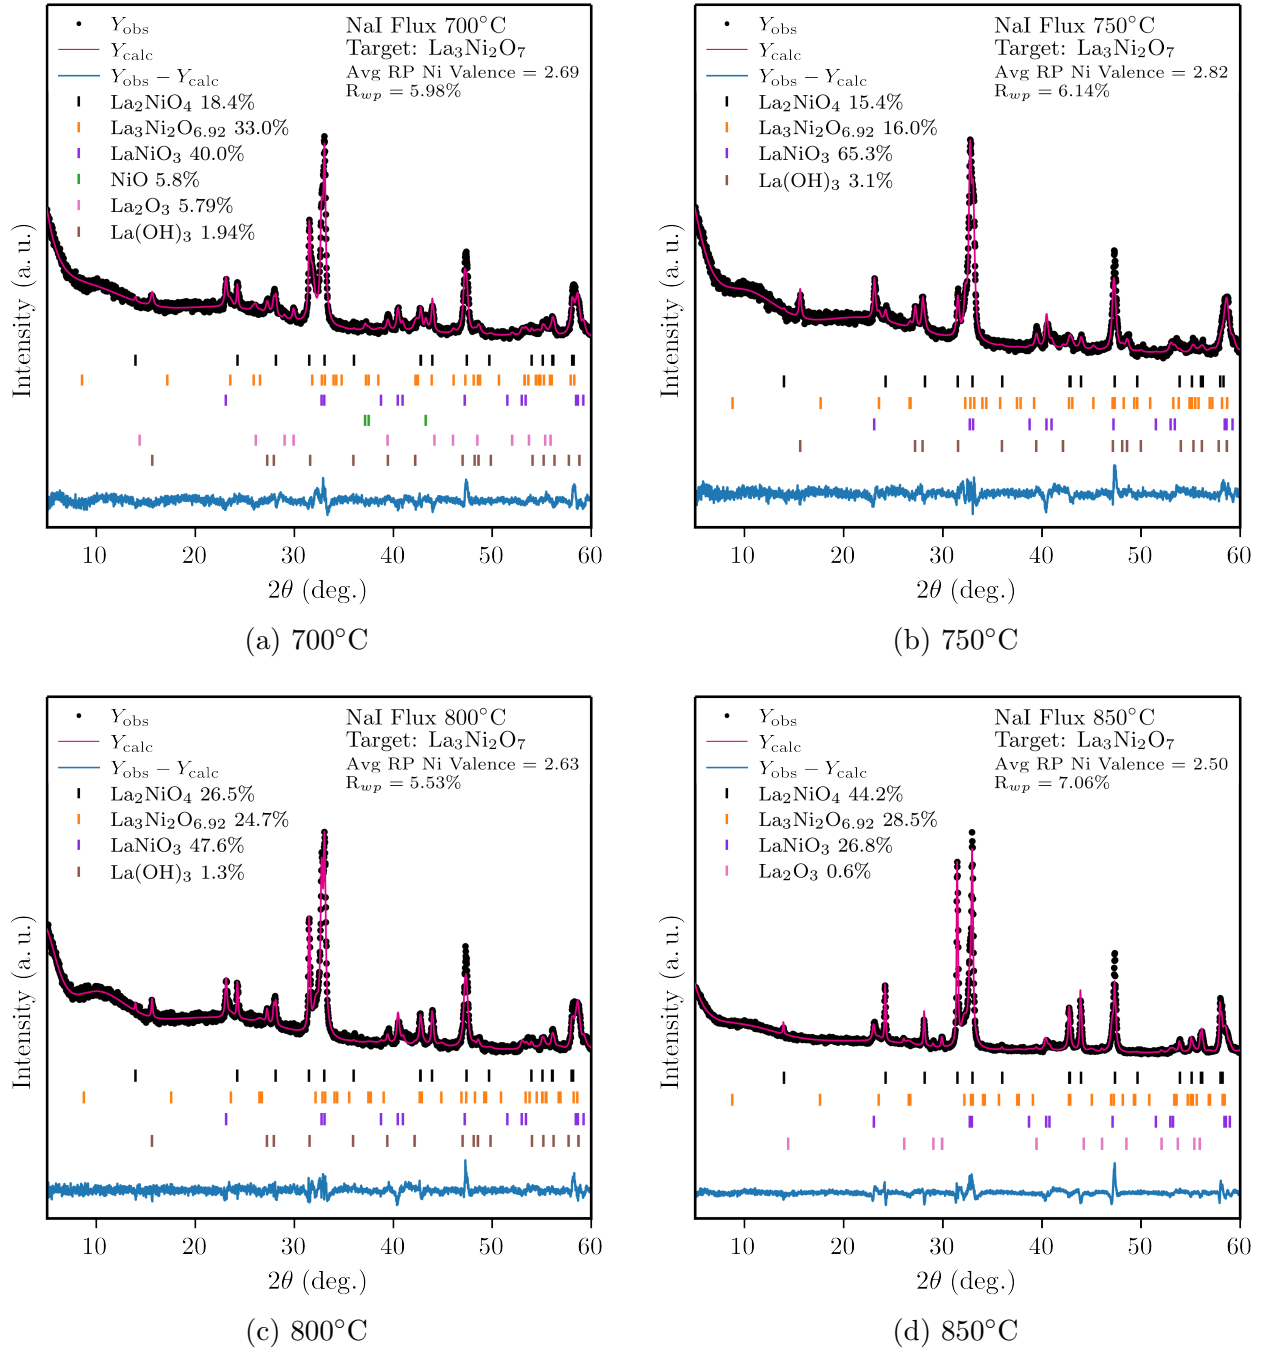 Y_obs
Y_calc
Y_obs − Y_calc
La₂NiO₄ 18.4%
La₃Ni₂O₆.₉₂ 33.0%
LaNiO₃ 40.0%
NiO 5.8%
La₂O₃ 5.79%
La(OH)₃ 1.94%
NaI Flux 700°C
Target: La₃Ni₂O₇
Avg RP Ni Valence = 2.69
R_wp = 5.98%
Intensity (a. u.)
10 20 30 40 50 60
2θ (deg.)
(a) 700°C
Y_obs
Y_calc
Y_obs − Y_calc
La₂NiO₄ 15.4%
La₃Ni₂O₆.₉₂ 16.0%
LaNiO₃ 65.3%
La(OH)₃ 3.1%
NaI Flux 750°C
Target: La₃Ni₂O₇
Avg RP Ni Valence = 2.82
R_wp = 6.14%
Intensity (a. u.)
10 20 30 40 50 60
2θ (deg.)
(b) 750°C
Y_obs
Y_calc
Y_obs − Y_calc
La₂NiO₄ 26.5%
La₃Ni₂O₆.₉₂ 24.7%
LaNiO₃ 47.6%
La(OH)₃ 1.3%
NaI Flux 800°C
Target: La₃Ni₂O₇
Avg RP Ni Valence = 2.63
R_wp = 5.53%
Intensity (a. u.)
10 20 30 40 50 60
2θ (deg.)
(c) 800°C
Y_obs
Y_calc
Y_obs − Y_calc
La₂NiO₄ 44.2%
La₃Ni₂O₆.₉₂ 28.5%
LaNiO₃ 26.8%
La₂O₃ 0.6%
NaI Flux 850°C
Target: La₃Ni₂O₇
Avg RP Ni Valence = 2.50
R_wp = 7.06%
Intensity (a. u.)
10 20 30 40 50 60
2θ (deg.)
(d) 850°C